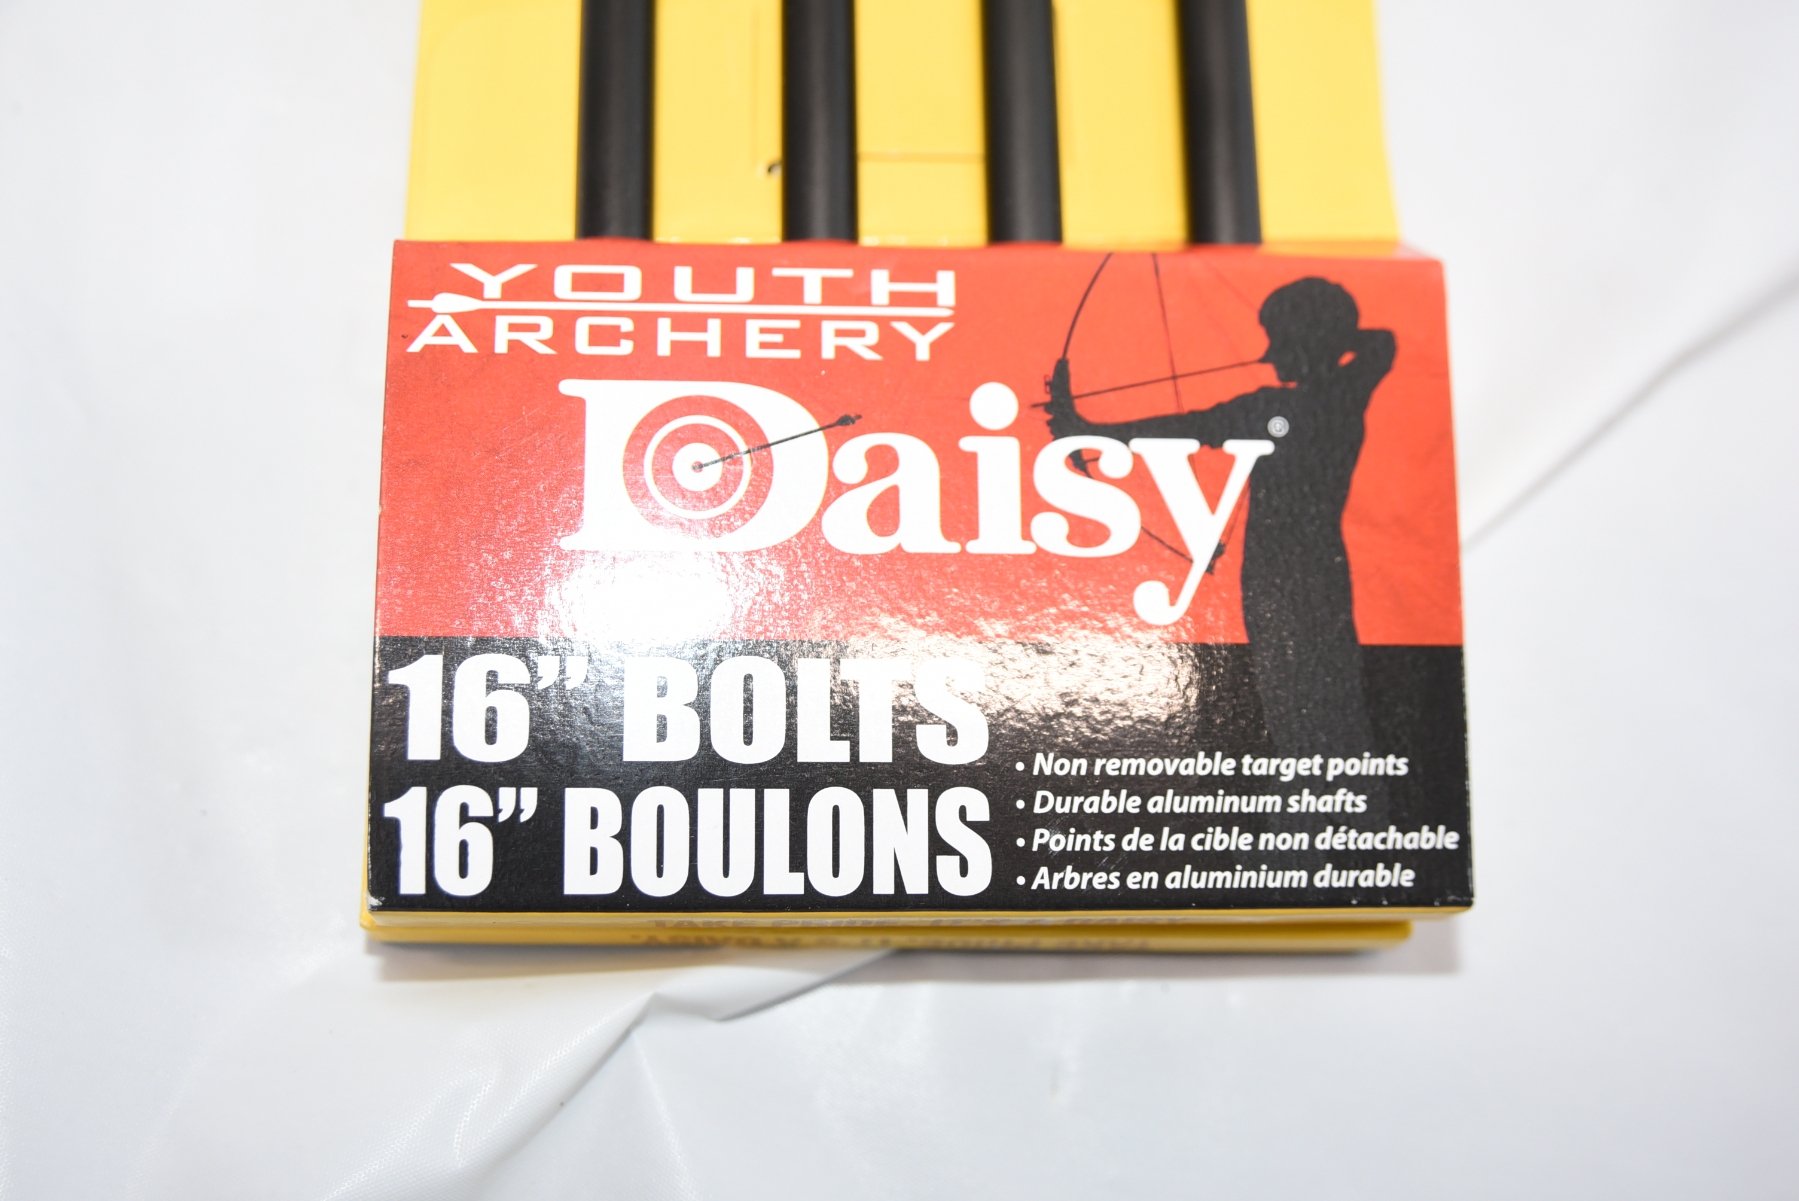 YOUTH
ARCHERY
Daisy
16” BOLTS
16” BOULONS
• Non removable target points
• Durable aluminum shafts
• Points de la cible non détachable
• Arbres en aluminium durable